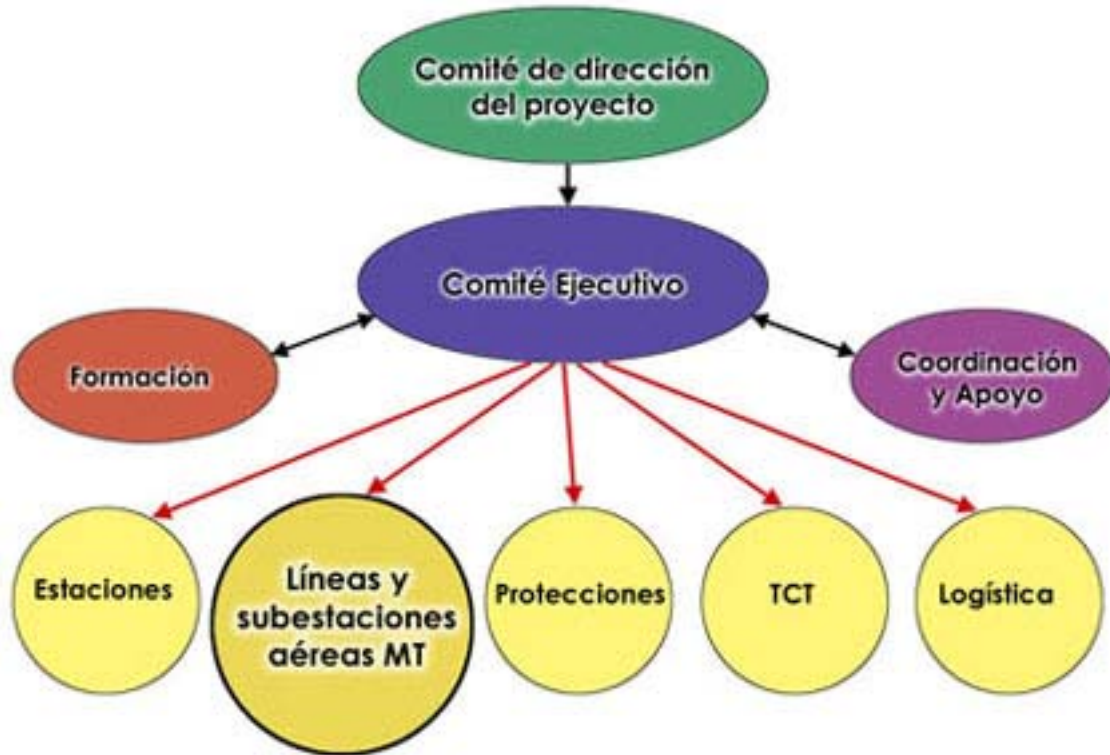 Comité de dirección
del proyecto
Comité Ejecutivo
Formación
Coordinación
y Apoyo
Estaciones
Líneas y
subestaciones
aéreas MT
Protecciones
TCT
Logística